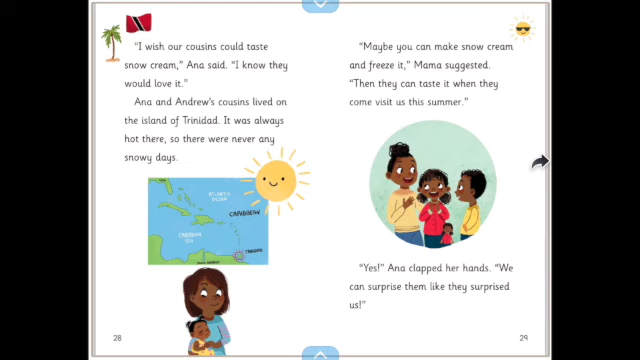 "I wish our cousins could taste
snow cream," Ana said. "I know they
would love it."
Ana and Andrew's cousins lived on
the island of Trinidad. It was always
hot there, so there were never any
snowy days.
ATLANTIC
OCEAN
CARIBBEAN
CARIBBEAN
SEA
TRINIDAD
SOUTH AMERICA
28
"Maybe you can make snow cream
and freeze it," Mama suggested.
"Then they can taste it when they
come visit us this summer."
"Yes!" Ana clapped her hands. "We
can surprise them like they surprised
us!"
29